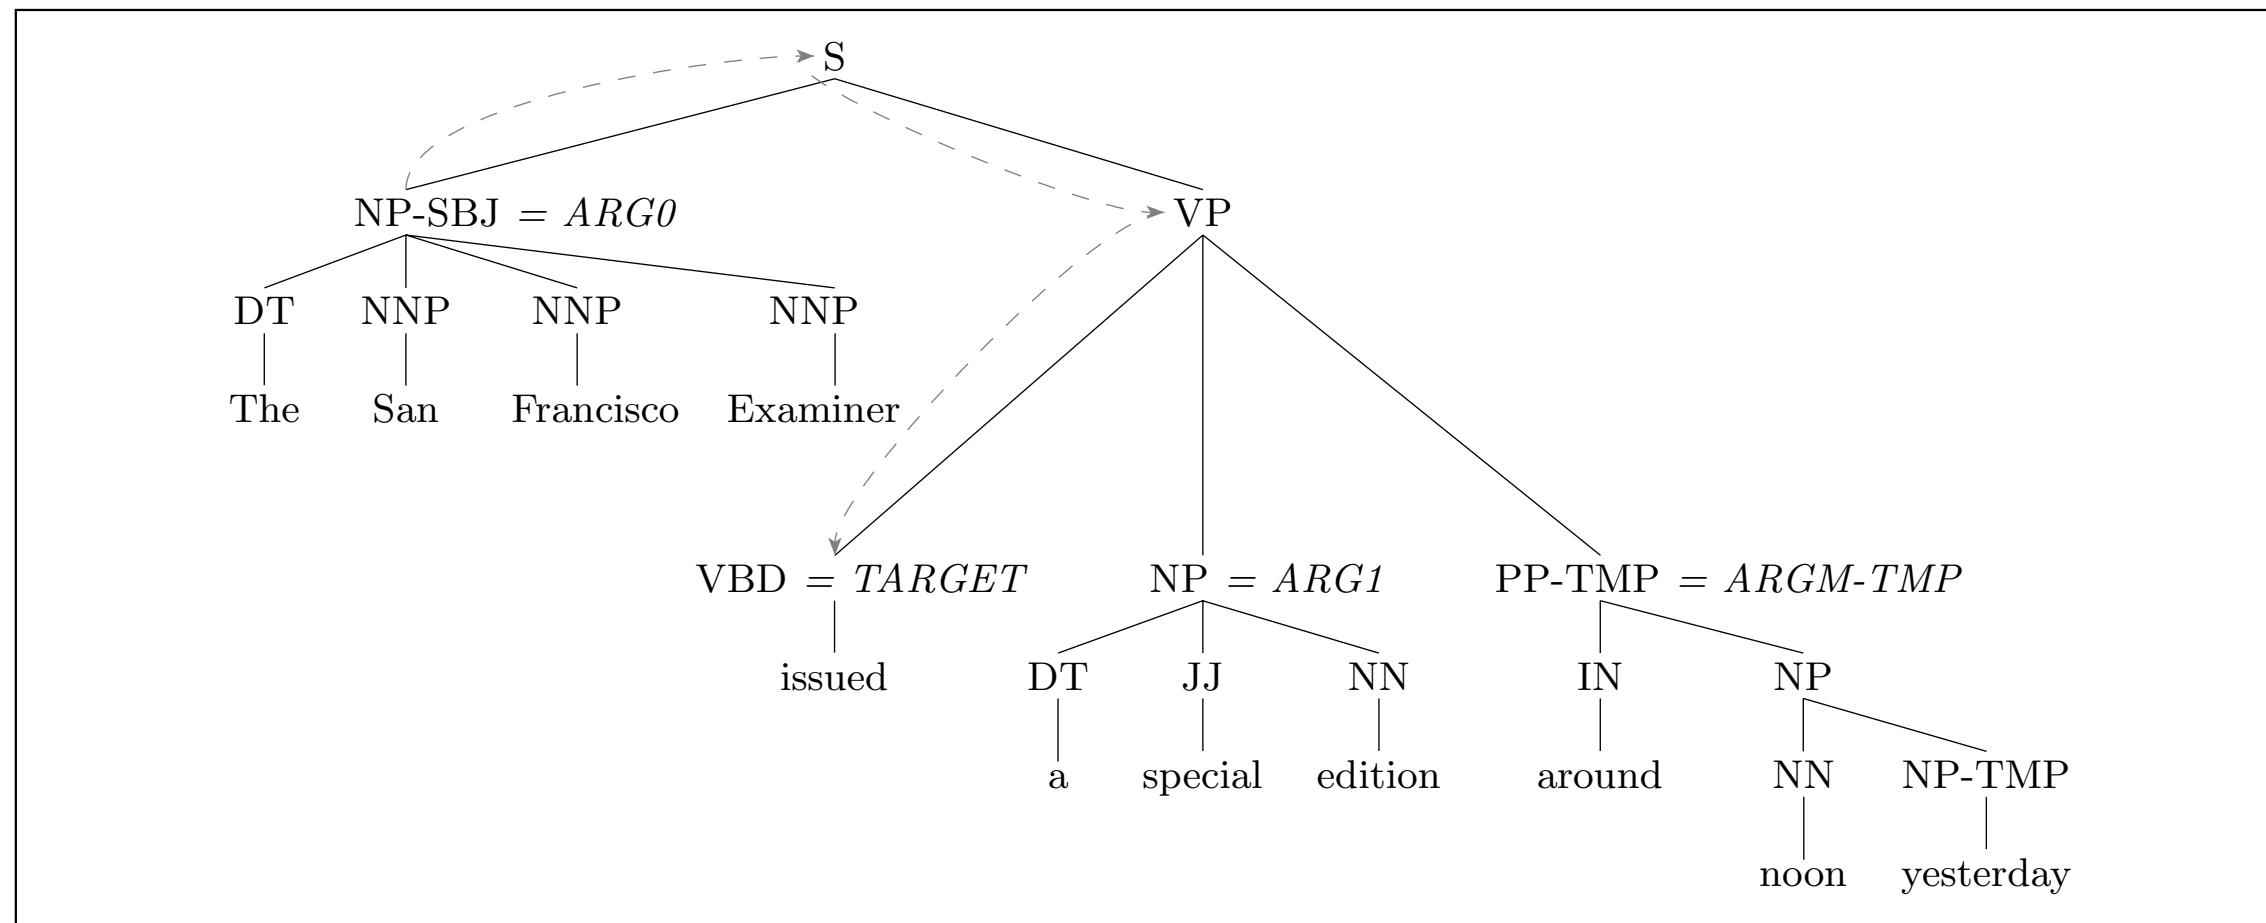 S
NP-SBJ = ARG0 VP
DT NNP NNP NNP
The San Francisco Examiner
VBD = TARGET NP = ARG1 PP-TMP = ARGM-TMP
issued DT JJ NN IN NP
a special edition around NN NP-TMP
noon yesterday